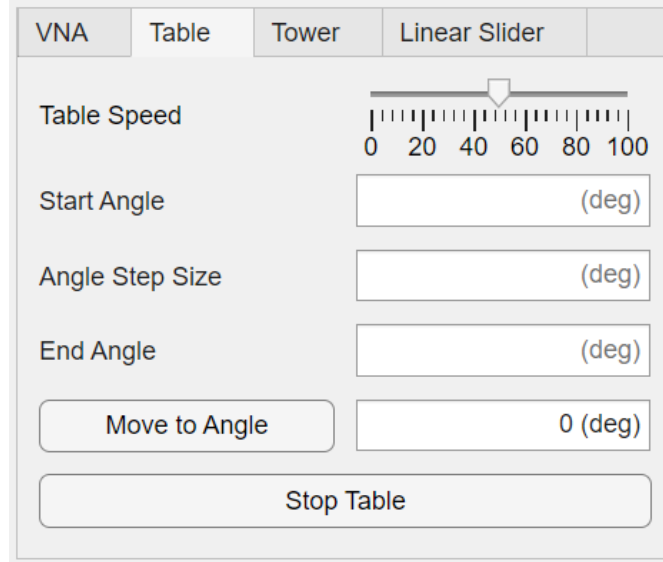 VNA Table Tower Linear Slider
Table Speed
0 20 40 60 80 100
Start Angle (deg)
Angle Step Size (deg)
End Angle (deg)
Move to Angle 0 (deg)
Stop Table